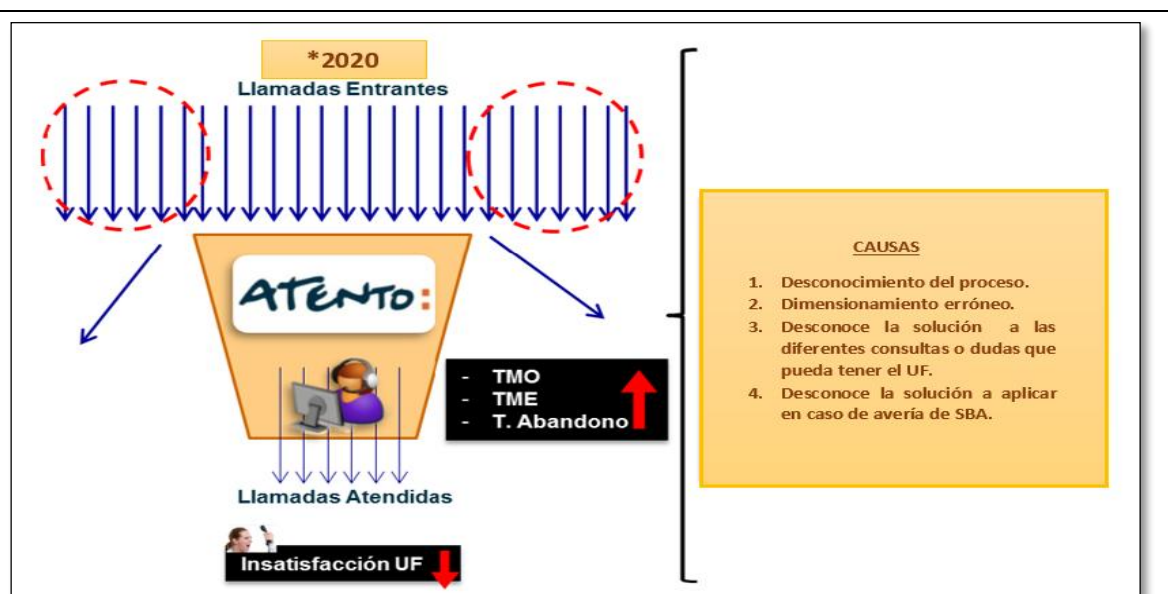 *2020
Llamadas Entrantes
ATENTO:
- TMO
- TME
- T. Abandono
Llamadas Atendidas
Insatisfacción UF
CAUSAS
1. Desconocimiento del proceso.
2. Dimensionamiento erróneo.
3. Desconoce la solución a las
diferentes consultas o dudas que
pueda tener el UF.
4. Desconoce la solución a aplicar
en caso de avería de SBA.